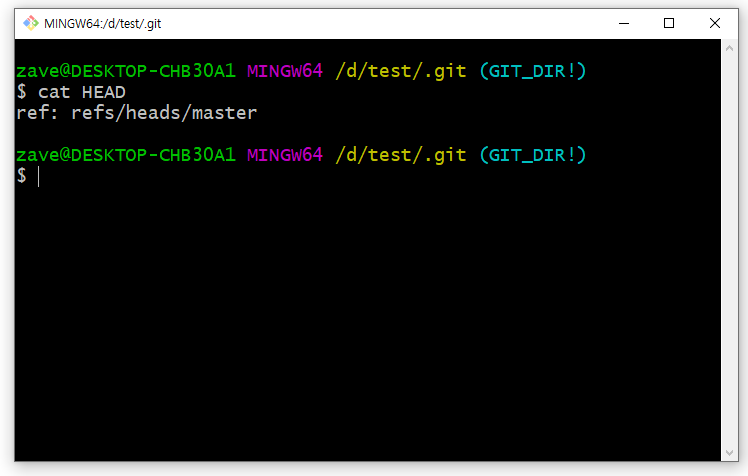 MINGW64:/d/test/.git
zave@DESKTOP-CHB30A1 MINGW64 /d/test/.git (GIT_DIR!)
$ cat HEAD
ref: refs/heads/master
zave@DESKTOP-CHB30A1 MINGW64 /d/test/.git (GIT_DIR!)
$